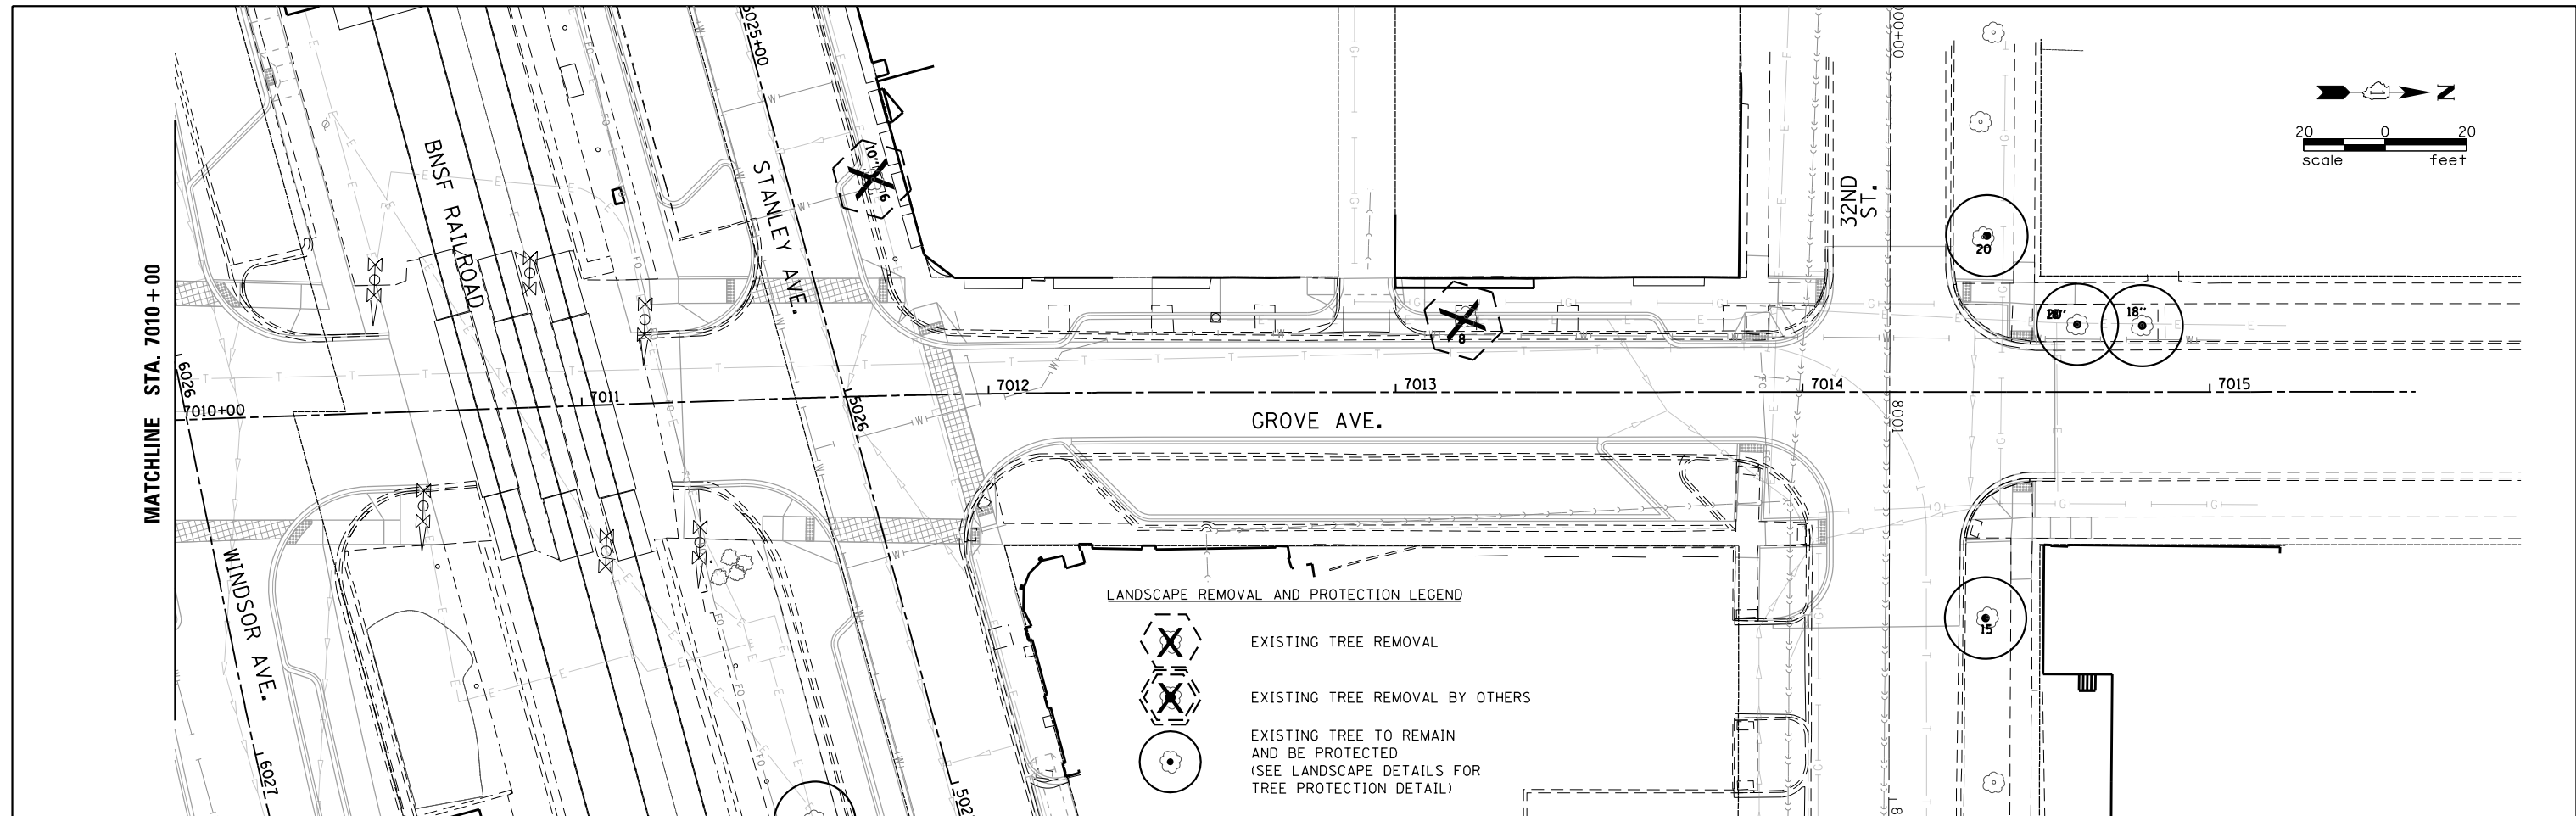 5025+00
000+00
N
20 0 20
scale feet
BNSF RAILROAD
STANLEY AVE.
10"
6
32ND
ST.
20
MATCHLINE STA. 7010+00
18"
8
6026
7010+00
7011
7012
7013
7014
7015
5026
8001
GROVE AVE.
WINDSOR AVE.
LANDSCAPE REMOVAL AND PROTECTION LEGEND
EXISTING TREE REMOVAL
EXISTING TREE REMOVAL BY OTHERS
EXISTING TREE TO REMAIN
AND BE PROTECTED
(SEE LANDSCAPE DETAILS FOR
TREE PROTECTION DETAIL)
15
6027